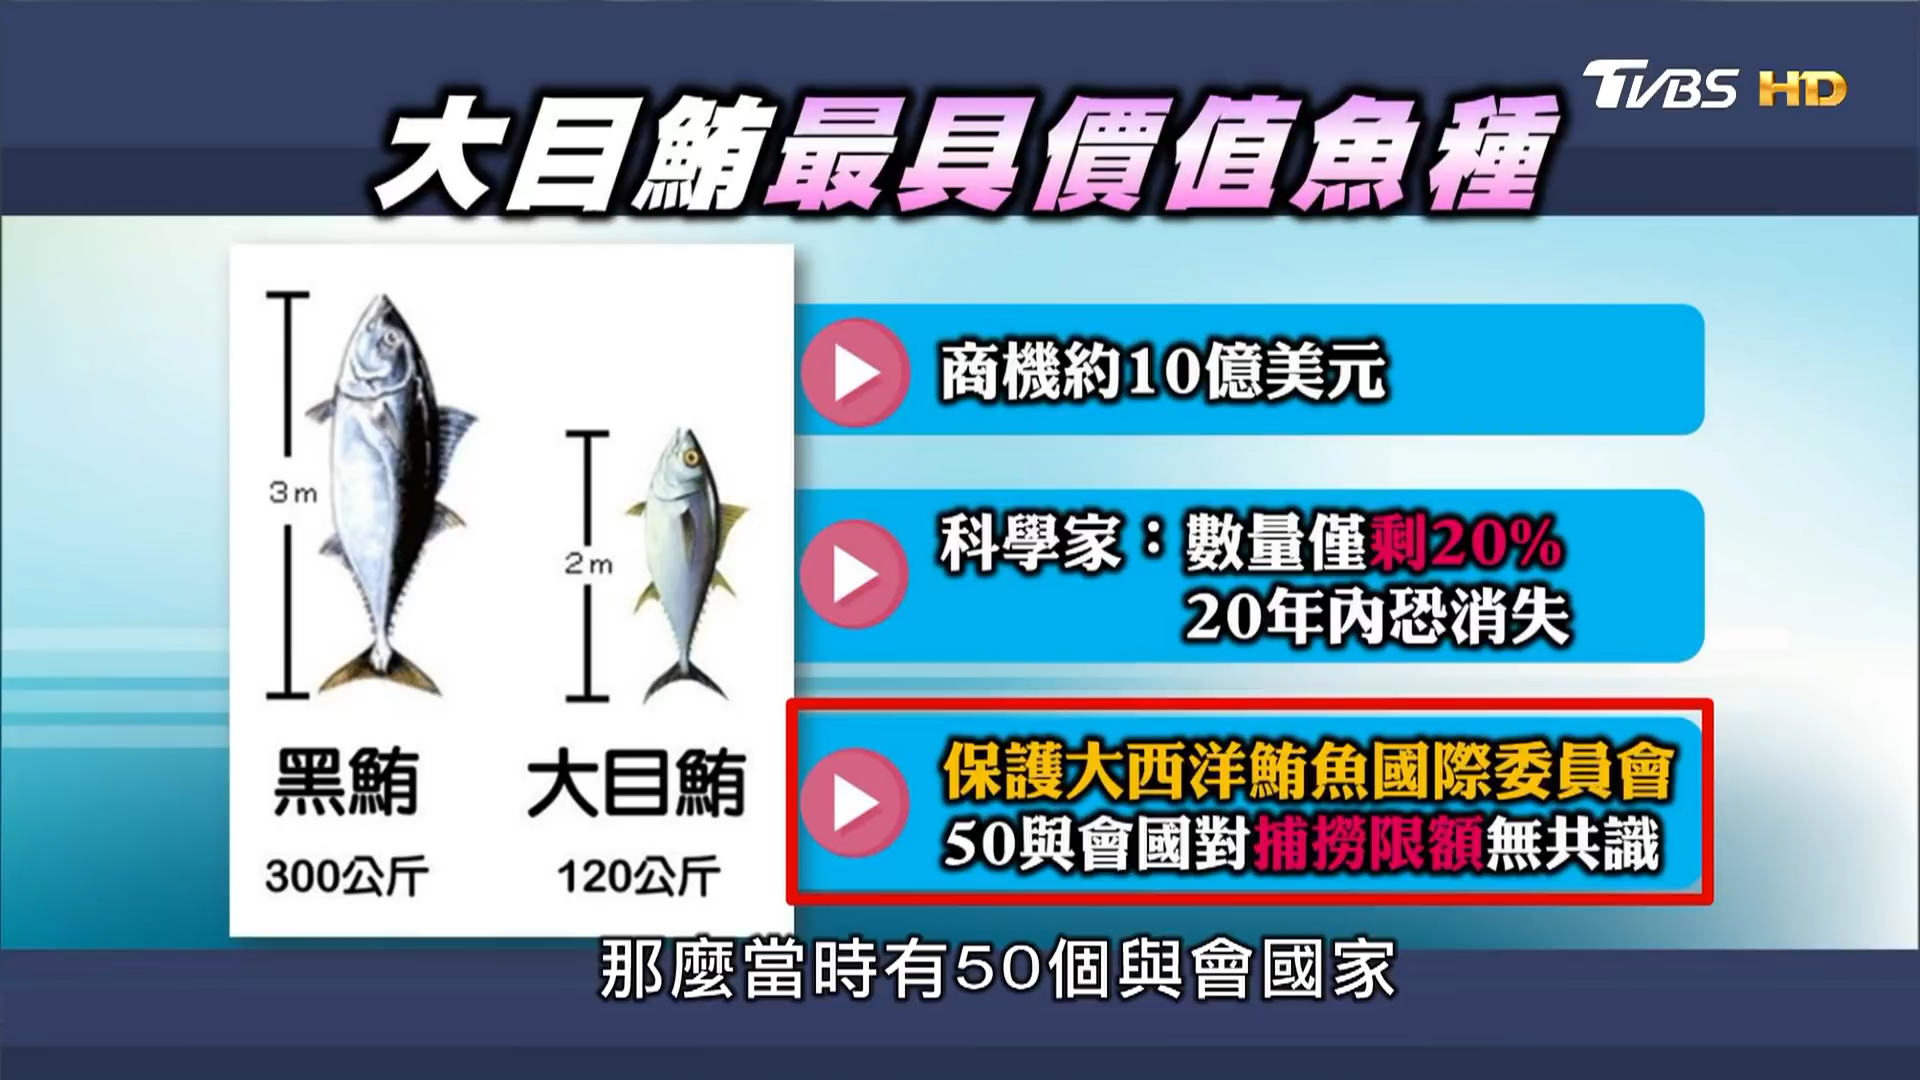 TVBS HD
大目鮪最具價值魚種
3m
2m
黑鮪
大目鮪
300公斤
120公斤
商機約10億美元
科學家：數量僅剩20%
20年內恐消失
保護大西洋鮪魚國際委員會
50與會國對捕撈限額無共識
那麼當時有50個與會國家